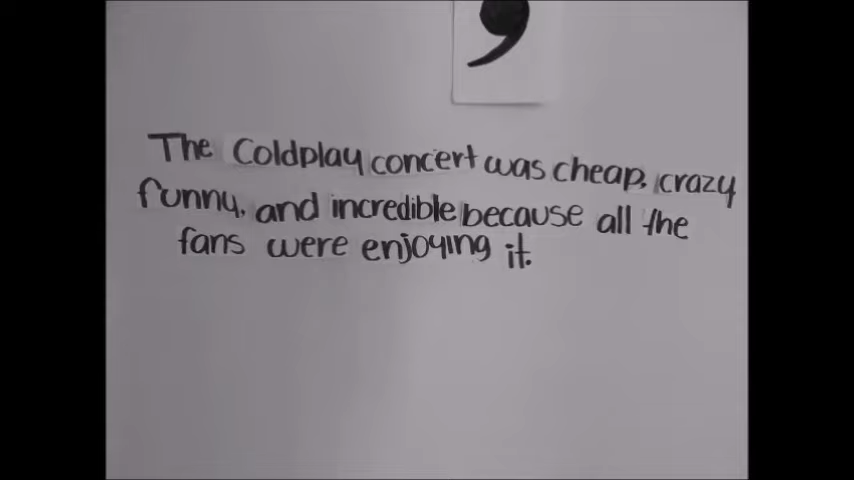 ,
The Coldplay concert was cheap, crazy
funny, and incredible because all the
fans were enjoying it.